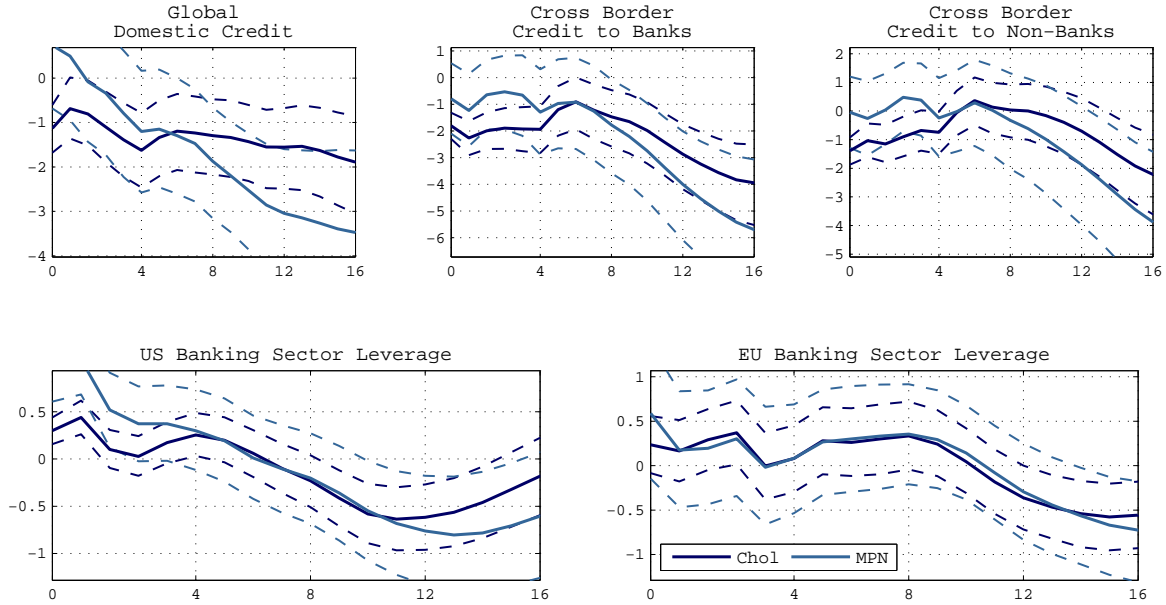 Global
Domestic Credit
0
−1
−2
−3
−4
0 4 8 12 16
Cross Border
Credit to Banks
1
0
−1
−2
−3
−4
−5
−6
0 4 8 12 16
Cross Border
Credit to Non-Banks
2
1
0
−1
−2
−3
−4
−5
0 4 8 12 16
US Banking Sector Leverage
0.5
0
−0.5
−1
0 4 8 12 16
EU Banking Sector Leverage
1
0.5
0
−0.5
−1
0 4 8 12 16
Chol MPN